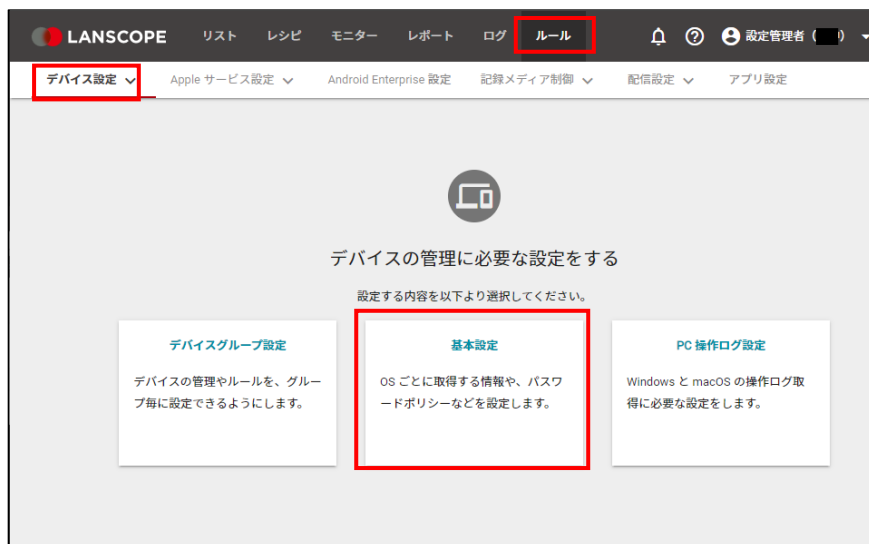 LANSCOPE リスト レシピ モニター レポート ログ ルール 設定管理者 ( )
デバイス設定 Apple サービス設定 Android Enterprise 設定 記録メディア制御 配信設定 アプリ設定
デバイスの管理に必要な設定をする
設定する内容を以下より選択してください。
デバイスグループ設定
デバイスの管理やルールを、グルー
プ毎に設定できるようにします。
基本設定
OS ごとに取得する情報や、パスワ
ードポリシーなどを設定します。
PC 操作ログ設定
Windows と macOS の操作ログ取
得に必要な設定をします。